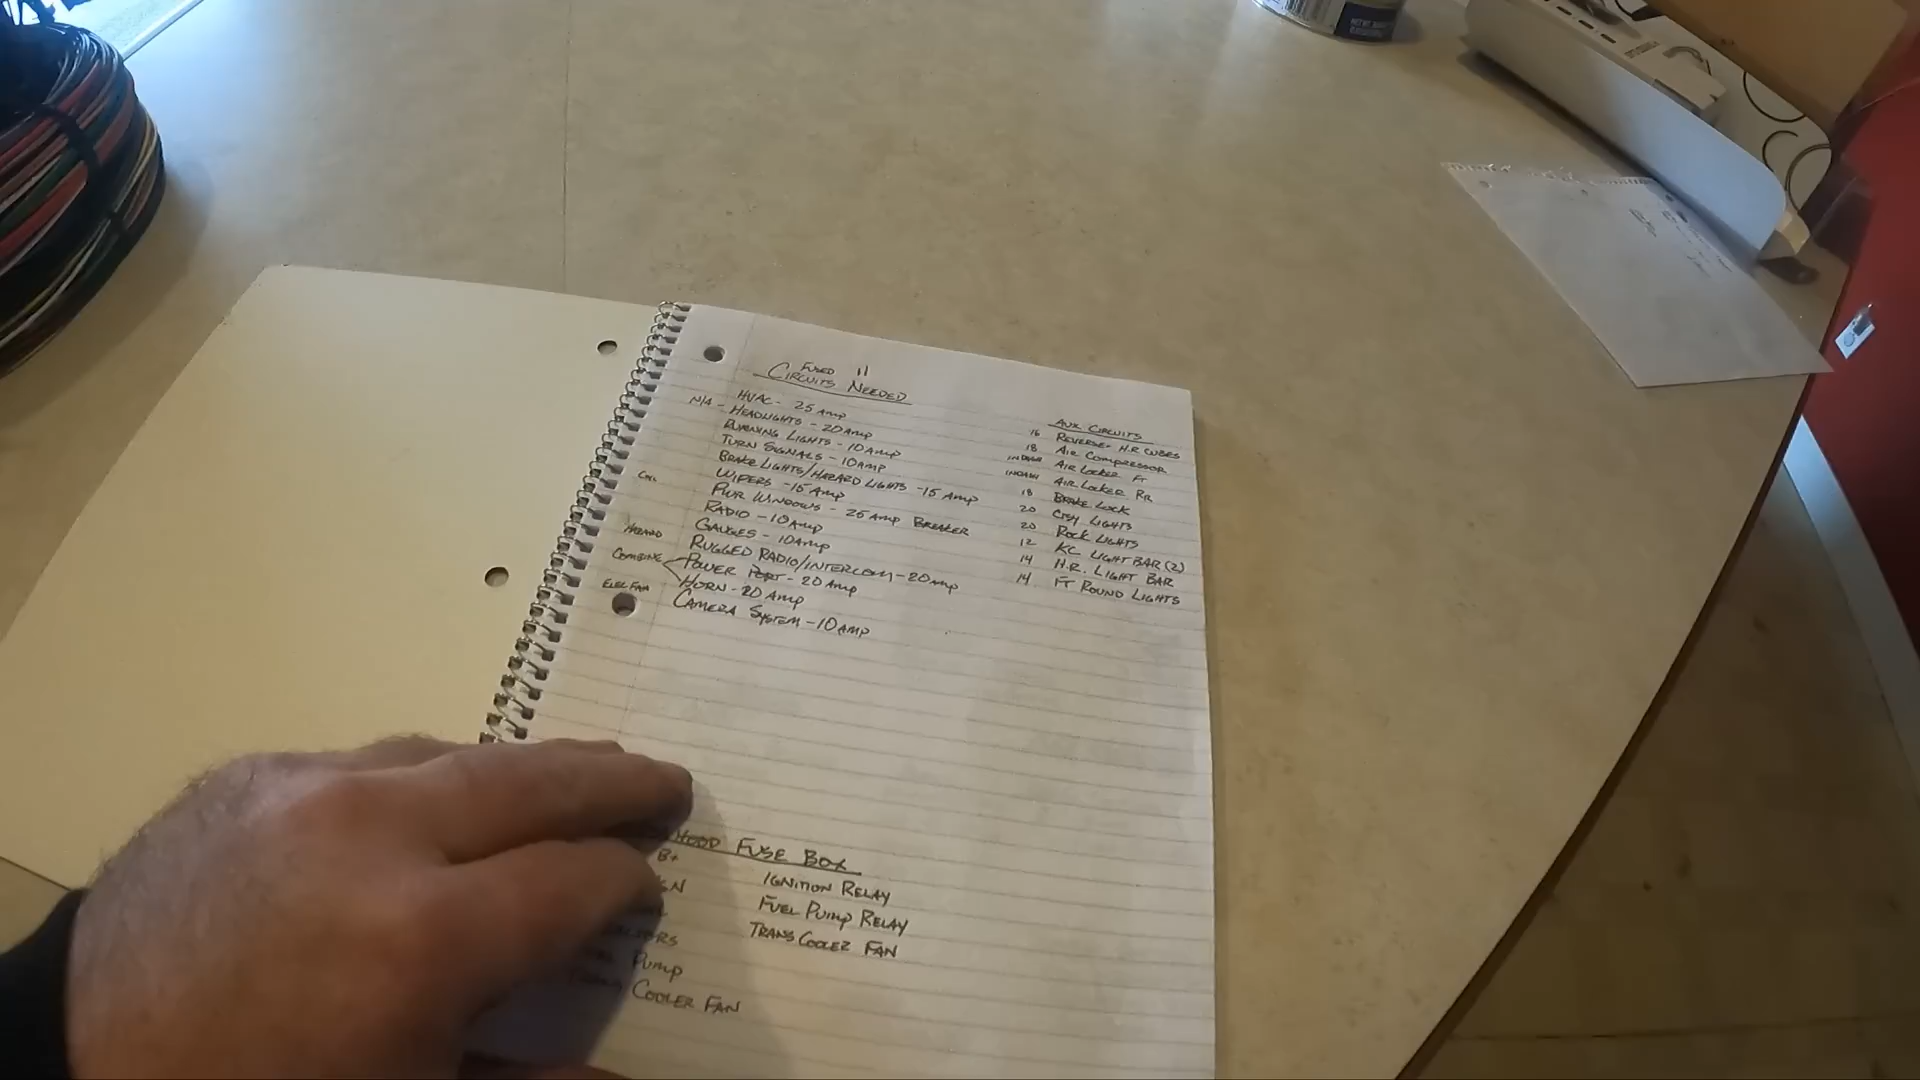 FUSED 11
CIRCUITS NEEDED
HVAC - 25 AMP
N/A - HEADLIGHTS - 20 AMP
RUNNING LIGHTS - 10 AMP
TURN SIGNALS - 10 AMP
BRAKE LIGHTS/HAZARD LIGHTS - 15 AMP
COIL WIPERS - 15 AMP
PWR WINDOWS - 25 AMP BREAKER
RADIO - 10 AMP
GAUGES - 10 AMP
HAZARD RUGGED RADIO/INTERCOM - 20 AMP
COMBINE POWER PORT - 20 AMP
HORN - 20 AMP
ELEC FAN CAMERA SYSTEM - 10 AMP
AUX CIRCUITS
16 REVERSE - H.R CUBES
18 AIR COMPRESSOR
AIR LOCKER FT
AIR LOCKER RR
18 BRAKE LOCK
20 CTSY LIGHTS
20 ROCK LIGHTS
12 KC LIGHT BAR (2)
14 H.R. LIGHT BAR
14 FT ROUND LIGHTS
HOOD FUSE BOX
B+
IGNITION RELAY
FUEL PUMP RELAY
TRANS COOLER FAN
PUMP
COOLER FAN